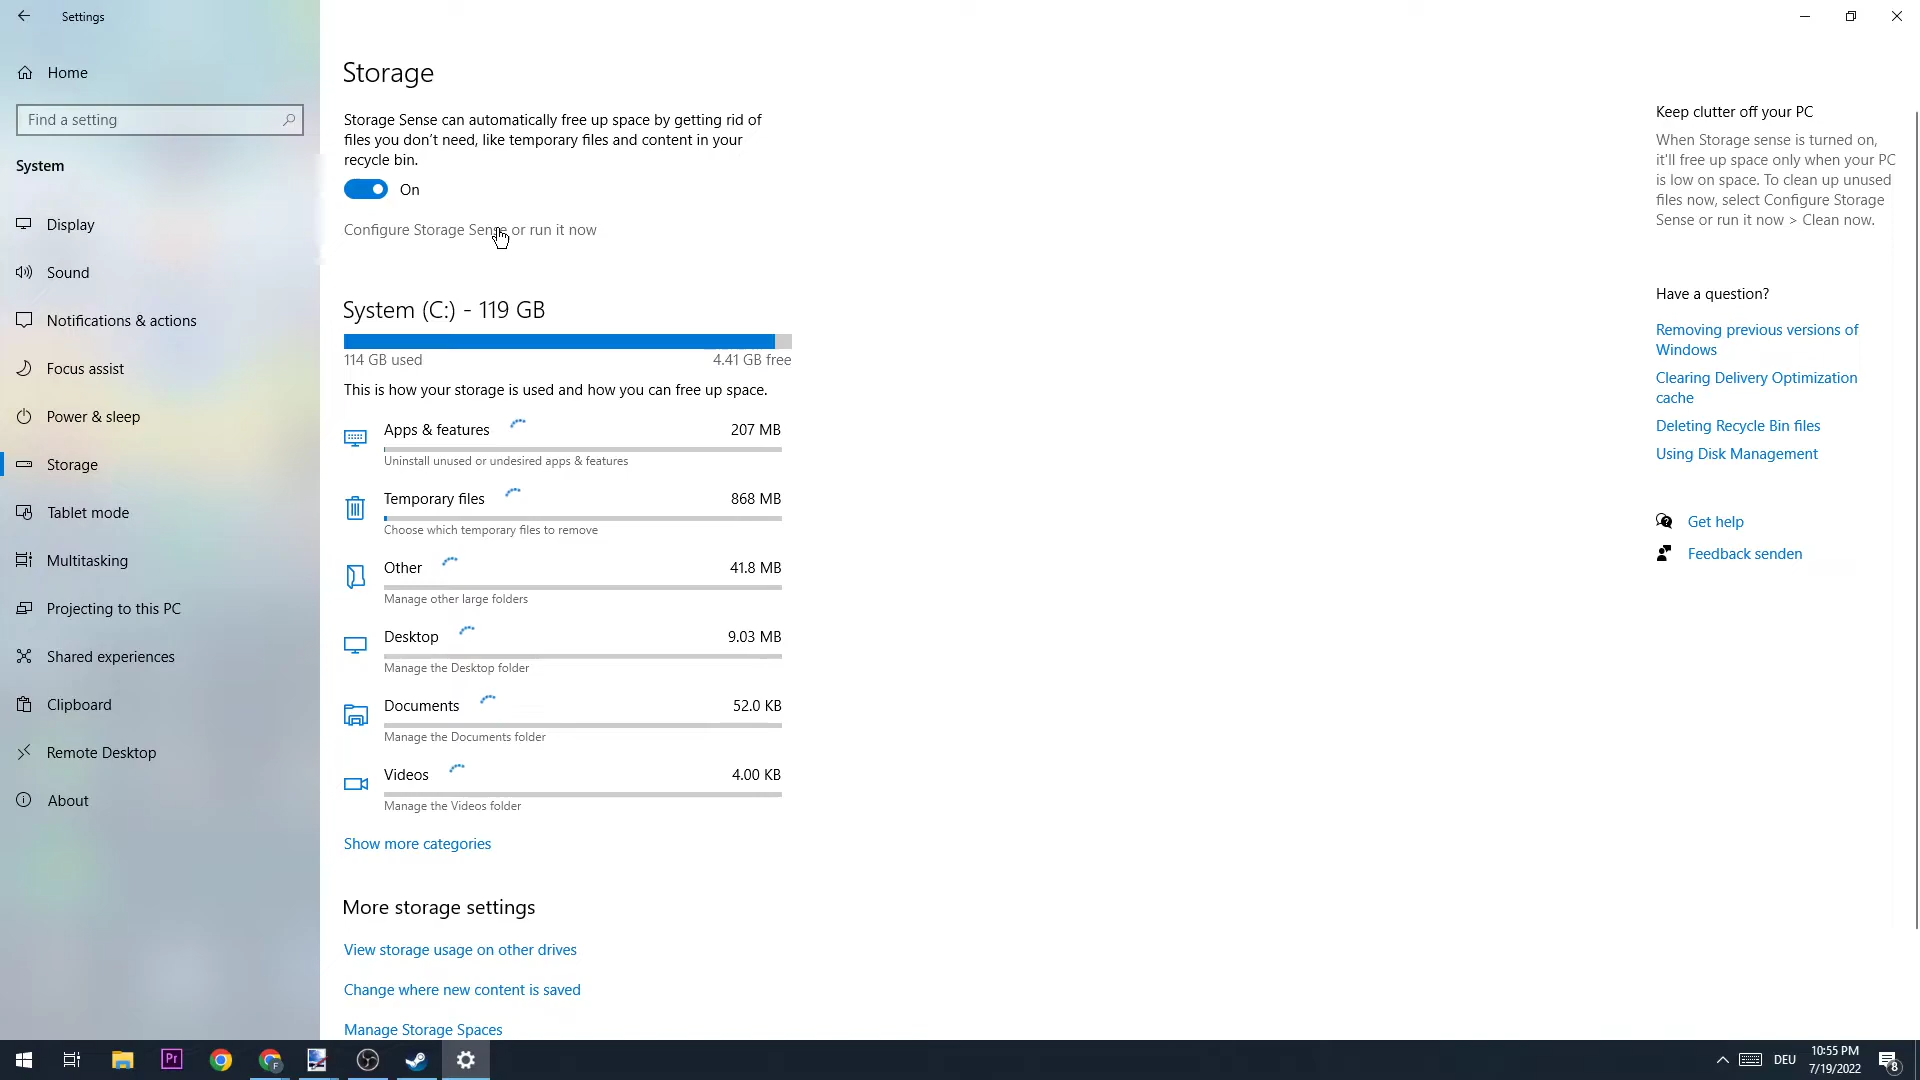 Settings
Home
Find a setting
System
Display
Sound
Notifications & actions
Focus assist
Power & sleep
Storage
Tablet mode
Multitasking
Projecting to this PC
Shared experiences
Clipboard
Remote Desktop
About
Storage
Storage Sense can automatically free up space by getting rid of
files you don’t need, like temporary files and content in your
recycle bin.
On
Configure Storage Sense or run it now
System (C:) - 119 GB
114 GB used
4.41 GB free
This is how your storage is used and how you can free up space.
Apps & features
207 MB
Uninstall unused or undesired apps & features
Temporary files
868 MB
Choose which temporary files to remove
Other
41.8 MB
Manage other large folders
Desktop
9.03 MB
Manage the Desktop folder
Documents
52.0 KB
Manage the Documents folder
Videos
4.00 KB
Manage the Videos folder
Show more categories
More storage settings
View storage usage on other drives
Change where new content is saved
Manage Storage Spaces
Keep clutter off your PC
When Storage sense is turned on,
it'll free up space only when your PC
is low on space. To clean up unused
files now, select Configure Storage
Sense or run it now > Clean now.
Have a question?
Removing previous versions of
Windows
Clearing Delivery Optimization
cache
Deleting Recycle Bin files
Using Disk Management
Get help
Feedback senden
Pr
F
DEU
10:55 PM
7/19/2022
8